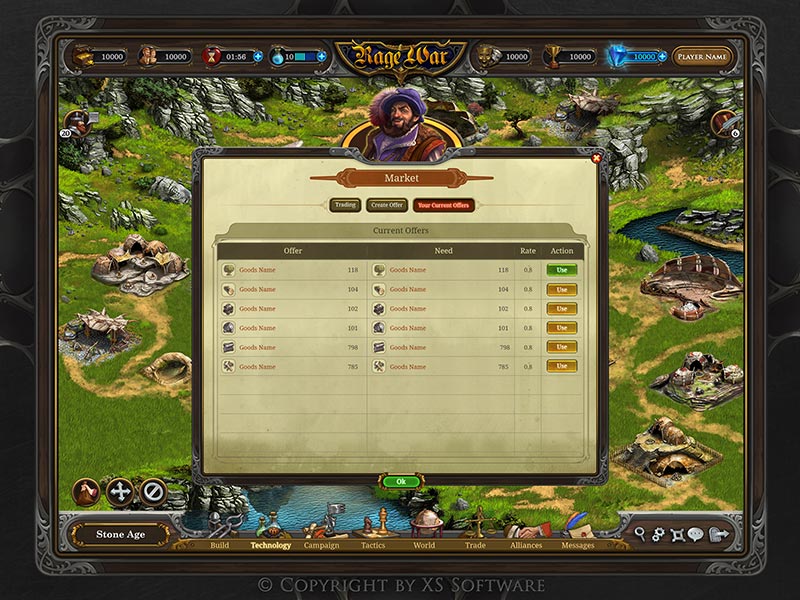 10000
10000
01:56
10
Rage War
10000
10000
10000
PLAYER NAME
20
6
Market
Trading
Create Offer
Your Current Offers
Current Offers
Offer Need Rate Action
Goods Name 118 Goods Name 118 0.8 Use
Goods Name 104 Goods Name 104 0.8 Use
Goods Name 102 Goods Name 102 0.8 Use
Goods Name 101 Goods Name 101 0.8 Use
Goods Name 798 Goods Name 798 0.8 Use
Goods Name 785 Goods Name 785 0.8 Use
Ok
Stone Age
Build Technology Campaign Tactics World Trade Alliances Messages
© COPYRIGHT BY XS SOFTWARE